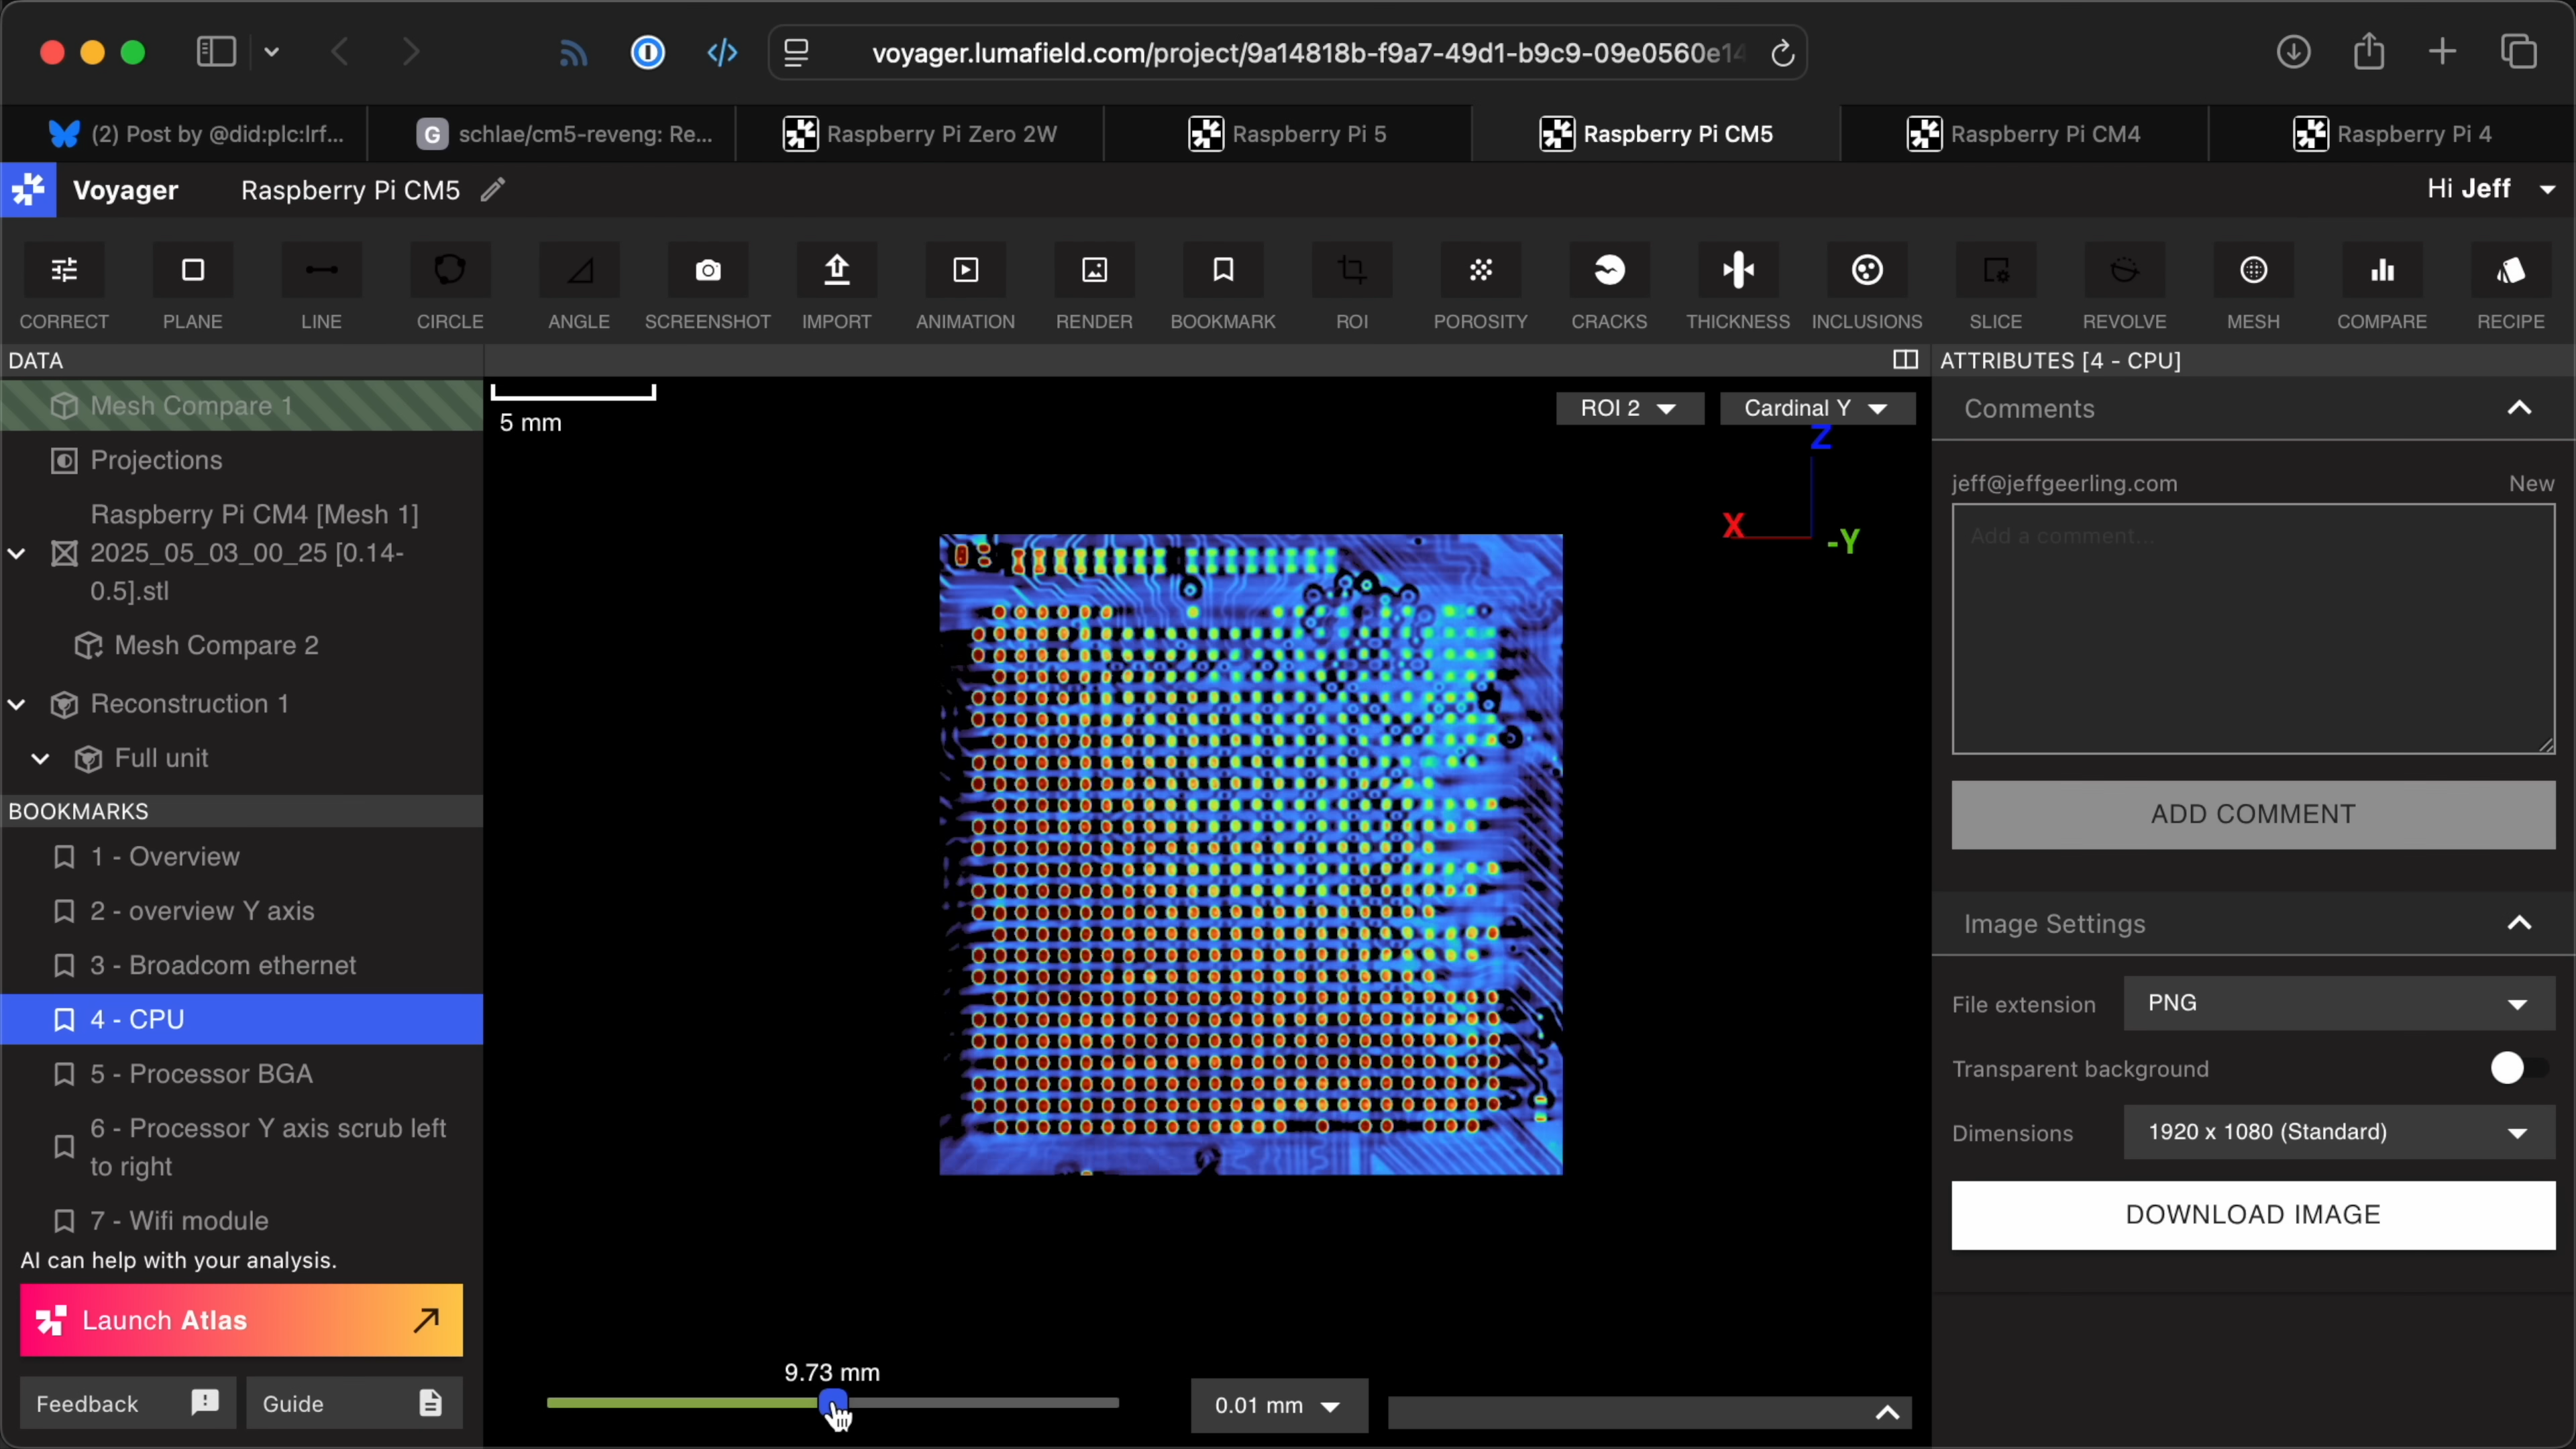 voyager.lumafield.com/project/9a14818b-f9a7-49d1-b9c9-09e0560e14
(2) Post by @did:plc:lrf...
G schlae/cm5-reveng: Re...
Raspberry Pi Zero 2W
Raspberry Pi 5
Raspberry Pi CM5
Raspberry Pi CM4
Raspberry Pi 4
Voyager
Raspberry Pi CM5
Hi Jeff
CORRECT
PLANE
LINE
CIRCLE
ANGLE
SCREENSHOT
IMPORT
ANIMATION
RENDER
BOOKMARK
ROI
POROSITY
CRACKS
THICKNESS
INCLUSIONS
SLICE
REVOLVE
MESH
COMPARE
RECIPE
DATA
Mesh Compare 1
Projections
Raspberry Pi CM4 [Mesh 1]
2025_05_03_00_25 [0.14-
0.5].stl
Mesh Compare 2
Reconstruction 1
Full unit
BOOKMARKS
1 - Overview
2 - overview Y axis
3 - Broadcom ethernet
4 - CPU
5 - Processor BGA
6 - Processor Y axis scrub left
to right
7 - Wifi module
AI can help with your analysis.
Launch Atlas
Feedback
Guide
5 mm
ROI 2
Cardinal Y
Z
X
-Y
9.73 mm
0.01 mm
ATTRIBUTES [4 - CPU]
Comments
jeff@jeffgeerling.com
New
Add a comment...
ADD COMMENT
Image Settings
File extension
PNG
Transparent background
Dimensions
1920 x 1080 (Standard)
DOWNLOAD IMAGE